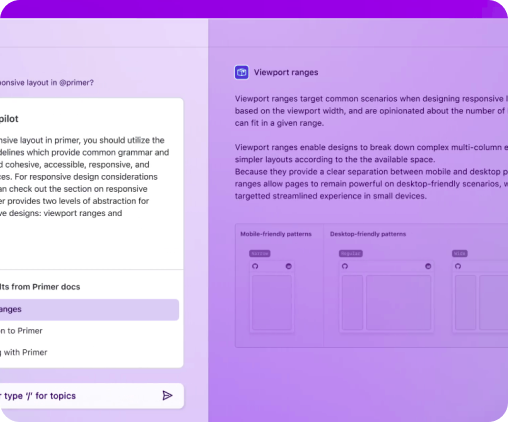 ponsive layout in @primer?
pilot
nsive layout in primer, you should utilize the
delines which provide common grammar and
d cohesive, accessible, responsive, and
ces. For responsive design considerations
an check out the section on responsive
er provides two levels of abstraction for
ve designs: viewport ranges and
lts from Primer docs
anges
on to Primer
g with Primer
r type '/' for topics
Viewport ranges
Viewport ranges target common scenarios when designing responsive l
based on the viewport width, and are opinionated about the number of
can fit in a given range.
Viewport ranges enable designs to break down complex multi-column e
simpler layouts according to the the available space.
Because they provide a clear separation between mobile and desktop p
ranges allow pages to remain powerful on desktop-friendly scenarios, w
targetted streamlined experience in small devices.
Mobile-friendly patterns
Desktop-friendly patterns